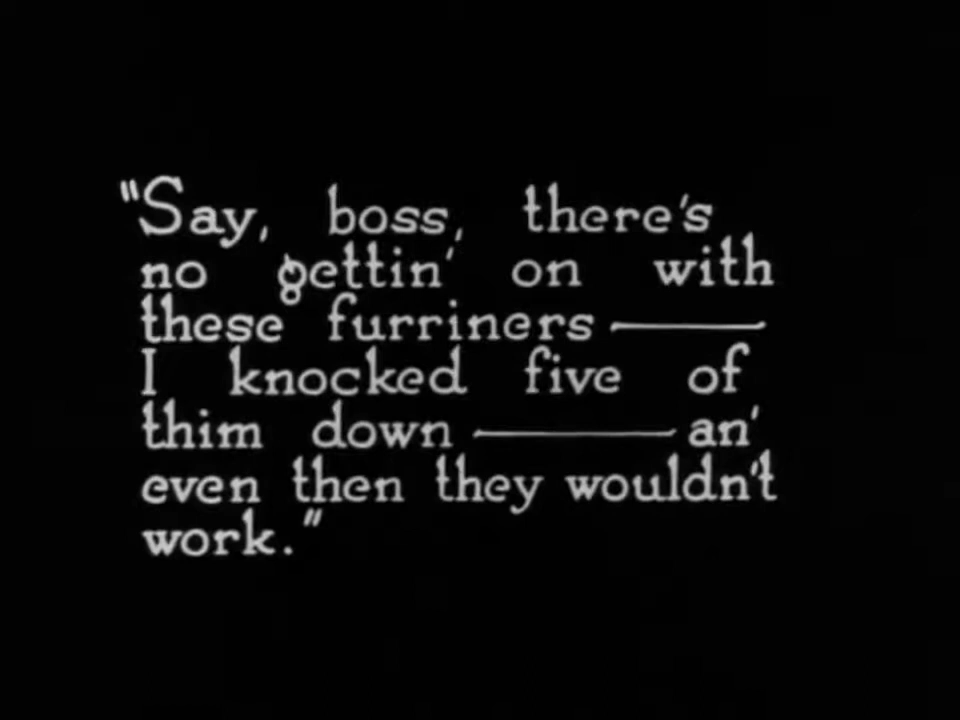 "Say, boss, there's
no gettin' on with
these furriners ——
I knocked five of
thim down —— an'
even then they wouldn't
work."